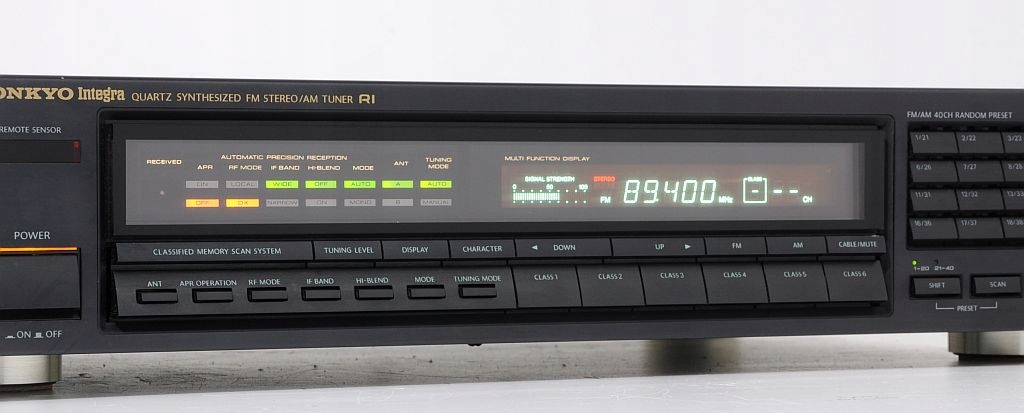 ONKYO Integra QUARTZ SYNTHESIZED FM STEREO/AM TUNER R1
REMOTE SENSOR
FM/AM 40CH RANDOM PRESET
1/21 2/22 3/23
6/26 7/27 8/28
11/31 12/32 13/33
16/36 17/37 18/38
RECEIVED
AUTOMATIC PRECISION RECEPTION
APR RF MODE IF BAND HI-BLEND MODE ANT TUNING MODE
ON LOCAL WIDE OFF AUTO A AUTO
OFF DX NARROW ON MONO B MANUAL
MULTI FUNCTION DISPLAY
SIGNAL STRENGTH
0 50 100
STEREO
FM 89.400 MHz
CLASS
- -- CH
POWER
ON OFF
CLASSIFIED MEMORY SCAN SYSTEM TUNING LEVEL DISPLAY CHARACTER ◄ DOWN UP ► FM AM CABLE/MUTE
ANT APR OPERATION RF MODE IF BAND HI-BLEND MODE TUNING MODE CLASS 1 CLASS 2 CLASS 3 CLASS 4 CLASS 5 CLASS 6
1-20 21-40
SHIFT SCAN
PRESET